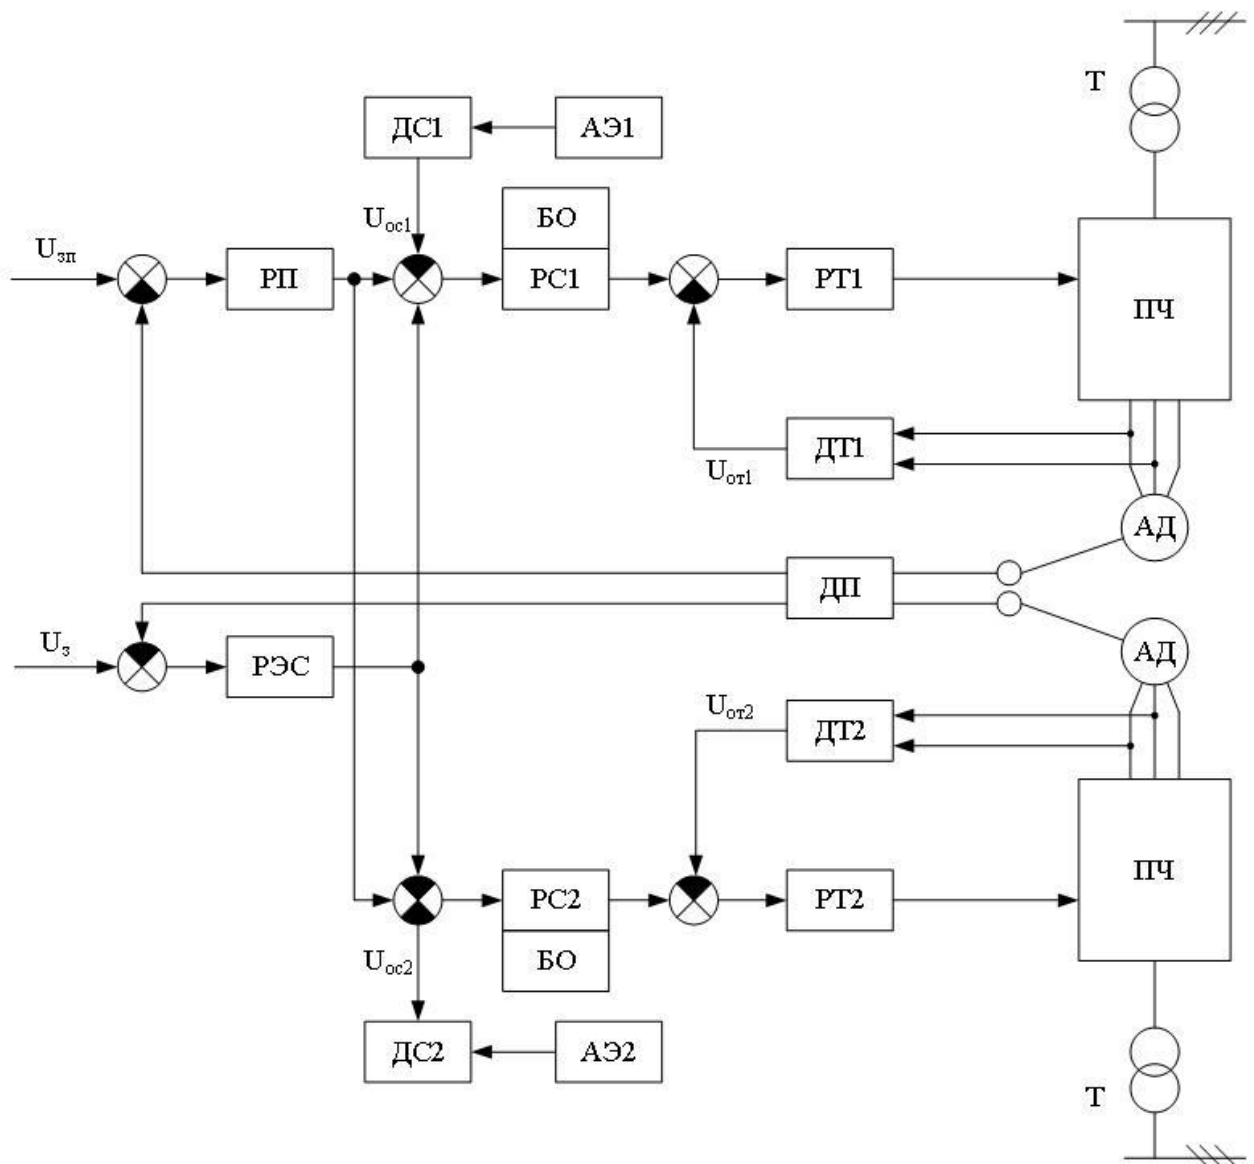 Т
ДС1
АЭ1
Uос1
БО
Uзп
РП
РС1
РТ1
ПЧ
ДТ1
Uот1
АД
ДП
Uз
РЭС
АД
Uот2
ДТ2
ПЧ
РС2
РТ2
БО
Uос2
ДС2
АЭ2
Т